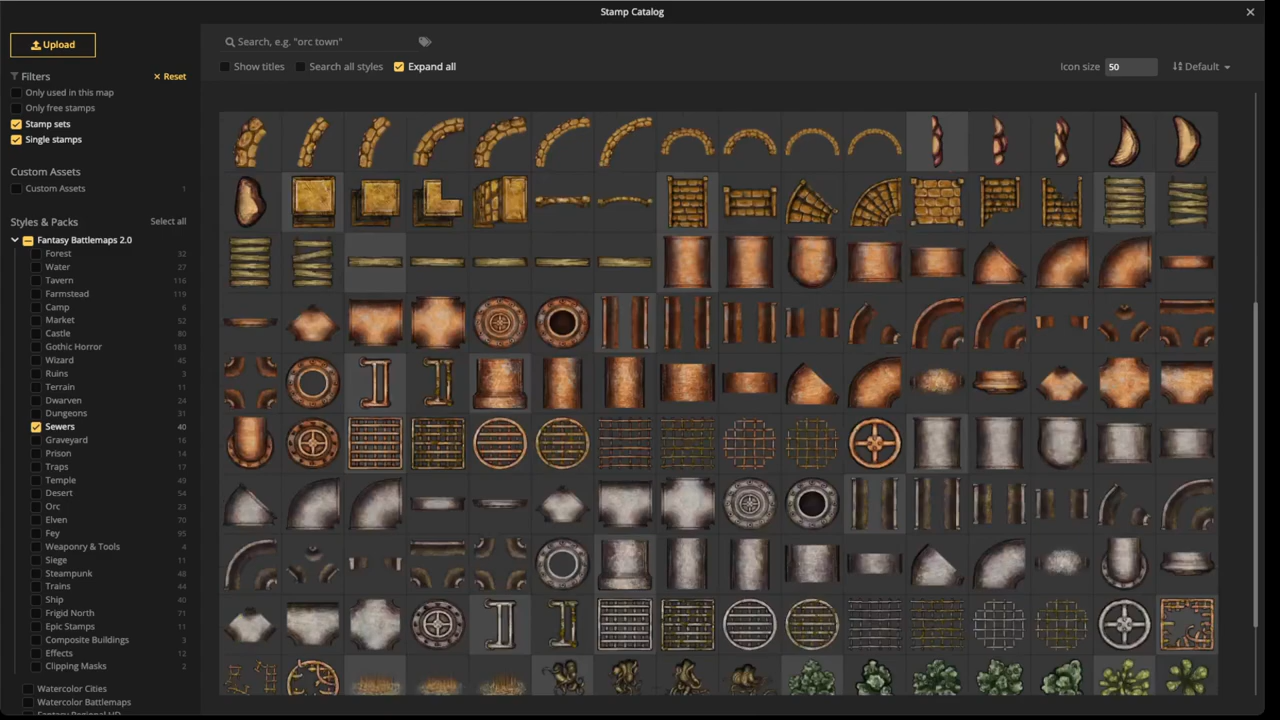 Stamp Catalog
Upload
Search, e.g. "orc town"
Show titles
Search all styles
Expand all
Icon size
50
Default
Filters
Reset
Only used in this map
Only free stamps
Stamp sets
Single stamps
Custom Assets
Custom Assets 1
Styles & Packs
Select all
Fantasy Battlemaps 2.0
Forest 32
Water 27
Tavern 116
Farmstead 119
Camp 6
Market 52
Castle 80
Gothic Horror 163
Wizard 45
Ruins 3
Terrain 11
Dwarven 24
Dungeons 31
Sewers 40
Graveyard 16
Prison 14
Traps 17
Temple 49
Desert 54
Orc 23
Elven 70
Fey 95
Weaponry & Tools 4
Siege 11
Steampunk 48
Trains 44
Ship 40
Frigid North 71
Epic Stamps 11
Composite Buildings 3
Effects 12
Clipping Masks 2
Watercolor Cities
Watercolor Battlemaps
Fantasy Regional HD